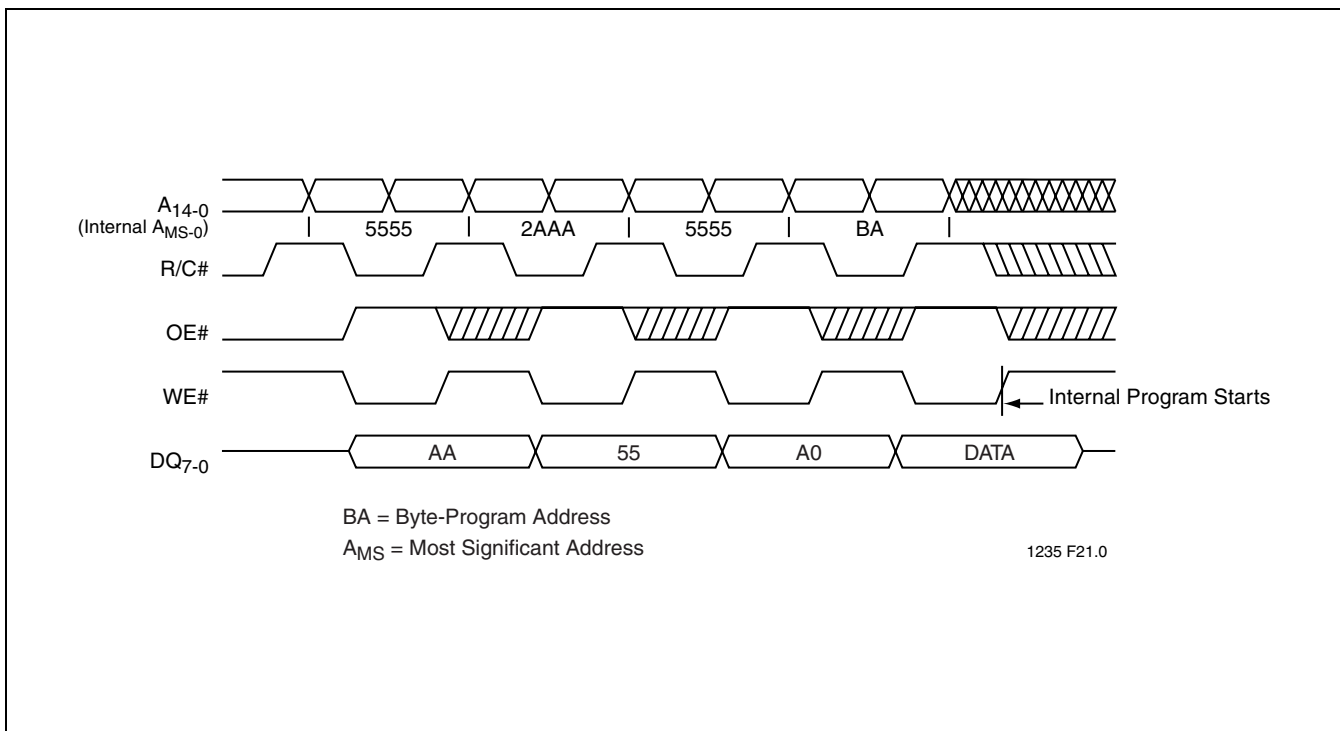 A14-0
(Internal AMS-0)
5555 2AAA 5555 BA
R/C#
OE#
WE#
Internal Program Starts
DQ7-0
AA 55 A0 DATA
BA = Byte-Program Address
AMS = Most Significant Address
1235 F21.0